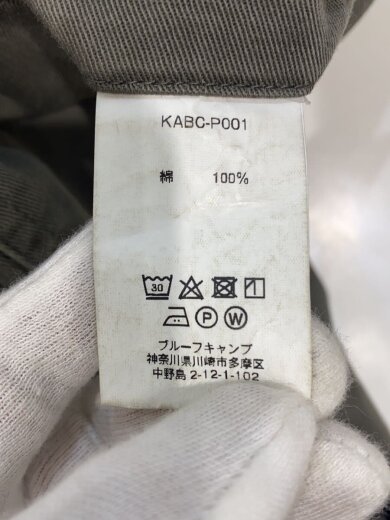 KABC-P001
綿 100%
30
P W
プルーフキャンプ
神奈川県川崎市多摩区
中野島 2-12-1-102